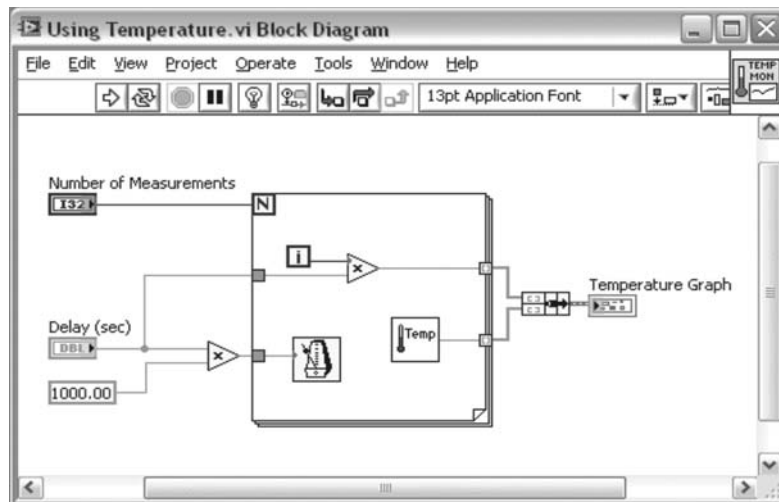 Using Temperature.vi Block Diagram
File Edit View Project Operate Tools Window Help
TEMP
MON
13pt Application Font
Number of Measurements
I32
N
i
x
Temperature Graph
Temp
Delay (sec)
DBL
x
1000.00